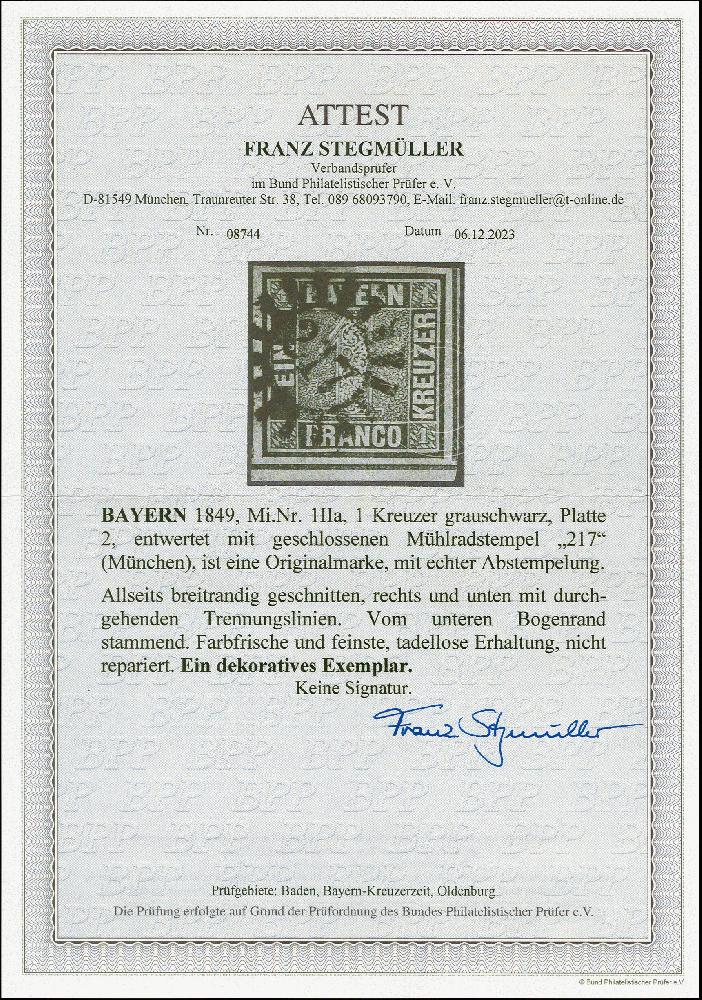 ATTEST
FRANZ STEGMÜLLER
Verbandsprüfer
im Bund Philatelistischer Prüfer e. V.
D-81549 München, Traunreuter Str. 38, Tel. 089 68093790, E-Mail: franz.stegmueller@t-online.de
Nr. 08744 Datum 06.12.2023
1 BAYERN 1
EIN
KREUZER
FRANCO 1
BAYERN 1849, Mi.Nr. 1IIa, 1 Kreuzer grauschwarz, Platte
2, entwertet mit geschlossenen Mühlradstempel „217“
(München), ist eine Originalmarke, mit echter Abstempelung.
Allseits breitrandig geschnitten, rechts und unten mit durch-
gehenden Trennungslinien. Vom unteren Bogenrand
stammend. Farbfrische und feinste, tadellose Erhaltung, nicht
repariert. Ein dekoratives Exemplar.
Keine Signatur.
Franz Stegmüller
Prüfgebiete: Baden, Bayern-Kreuzerzeit, Oldenburg
Die Prüfung erfolgte auf Grund der Prüfordnung des Bundes Philatelistischer Prüfer e.V.
© Bund Philatelistischer Prüfer e.V.